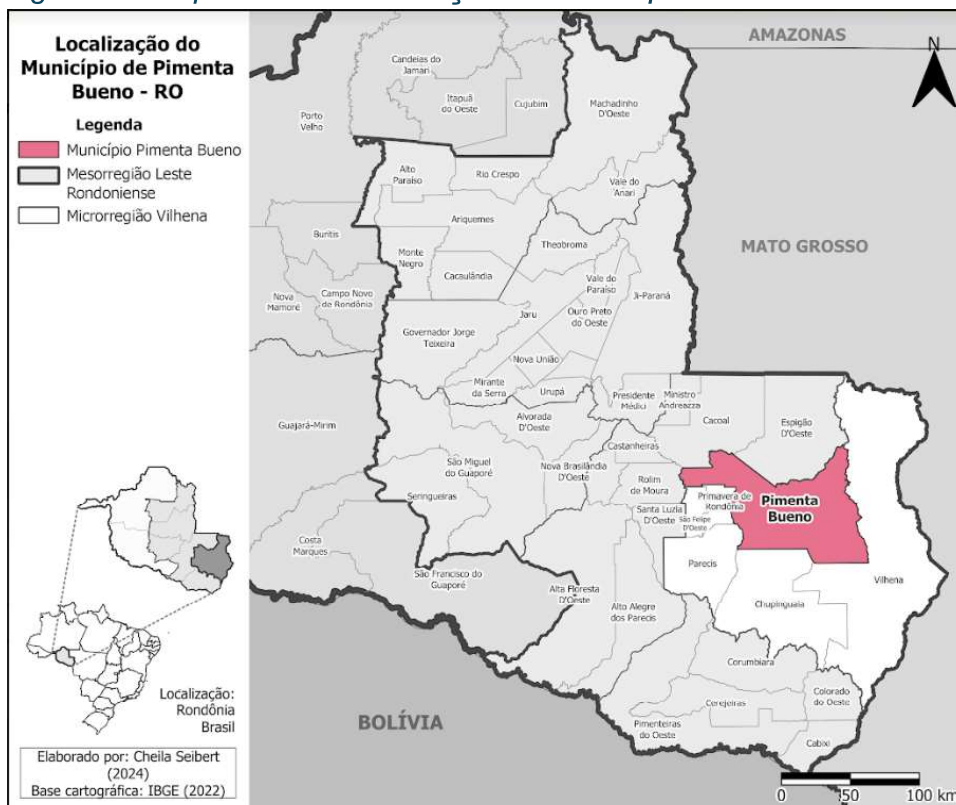 Localização do
Município de Pimenta
Bueno - RO
Legenda
Município Pimenta Bueno
Mesorregião Leste
Rondoniense
Microrregião Vilhena
AMAZONAS
N
Candeias do
Jamari
Itapuã
do Oeste
Cujubim
Machadinho
D'Oeste
Porto
Velho
Alto
Paraíso
Rio Crespo
Vale do
Anari
Ariquemes
Buritis
Monte
Negro
Theobroma
MATO GROSSO
Cacaulândia
Vale do
Paraíso
Nova
Mamoré
Campo Novo
de Rondônia
Ji-Paraná
Jaru
Ouro Preto
do Oeste
Governador Jorge
Teixeira
Nova União
Mirante
da Serra
Urupá
Presidente
Médici
Ministro
Andreazza
Cacoal
Espigão
D'Oeste
Guajará-Mirim
Alvorada
D'Oeste
Castanheiras
São Miguel
do Guaporé
Nova Brasilândia
D'Oeste
Rolim
de Moura
Seringueiras
Primavera de
Rondônia
Pimenta
Bueno
Santa Luzia
D'Oeste
São Felipe
D'Oeste
Costa
Marques
Parecis
São Francisco do
Guaporé
Vilhena
Alta Floresta
D'Oeste
Alto Alegre
dos Parecis
Chupinguaia
Corumbiara
Colorado
do Oeste
Cerejeiras
Pimenteiras
do Oeste
Cabixi
BOLÍVIA
Localização:
Rondônia
Brasil
Elaborado por: Cheila Seibert
(2024)
Base cartográfica: IBGE (2022)
0 50 100 km